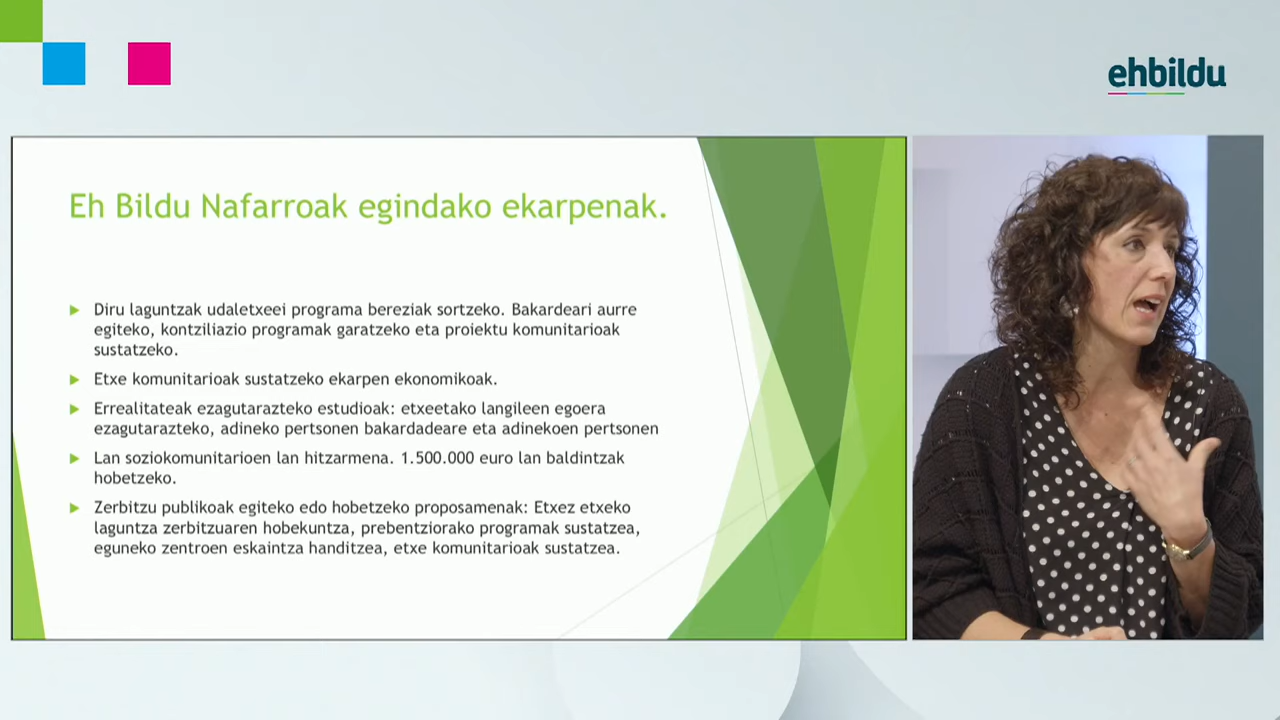 ehbildu
Eh Bildu Nafarroak egindako ekarpenak.
Diru laguntzak udaletxeei programa bereziak sortzeko. Bakardeari aurre
egiteko, kontziliazio programak garatzeko eta proiektu komunitarioak
sustatzeko.
Etxe komunitarioak sustatzeko ekarpen ekonomikoak.
Errealitateak ezagutarazteko estudioak: etxeetako langileen egoera
ezagutarazteko, adineko pertsonen bakardadeare eta adinekoen pertsonen
Lan soziokomunitarioen lan hitzarmena. 1.500.000 euro lan baldintzak
hobetzeko.
Zerbitzu publikoak egiteko edo hobetzeko proposamenak: Etxez etxeko
laguntza zerbitzuaren hobekuntza, prebentziorako programak sustatzea,
eguneko zentroen eskaintza handitzea, etxe komunitarioak sustatzea.